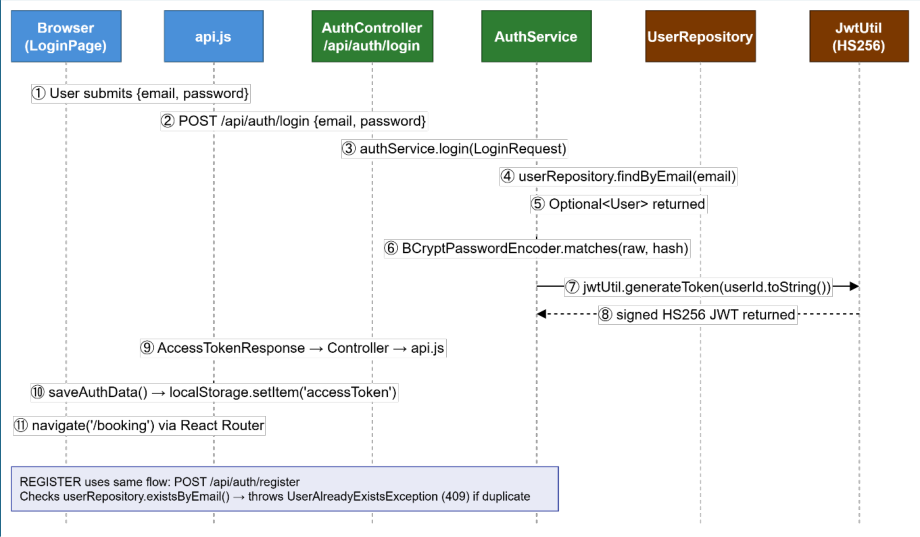 Browser
(LoginPage)
api.js
AuthController
/api/auth/login
AuthService
UserRepository
JwtUtil
(HS256)
① User submits {email, password}
② POST /api/auth/login {email, password}
③ authService.login(LoginRequest)
④ userRepository.findByEmail(email)
⑤ Optional<User> returned
⑥ BCryptPasswordEncoder.matches(raw, hash)
⑦ jwtUtil.generateToken(userId.toString())
⑧ signed HS256 JWT returned
⑨ AccessTokenResponse → Controller → api.js
⑩ saveAuthData() → localStorage.setItem('accessToken')
⑪ navigate('/booking') via React Router
REGISTER uses same flow: POST /api/auth/register
Checks userRepository.existsByEmail() → throws UserAlreadyExistsException (409) if duplicate